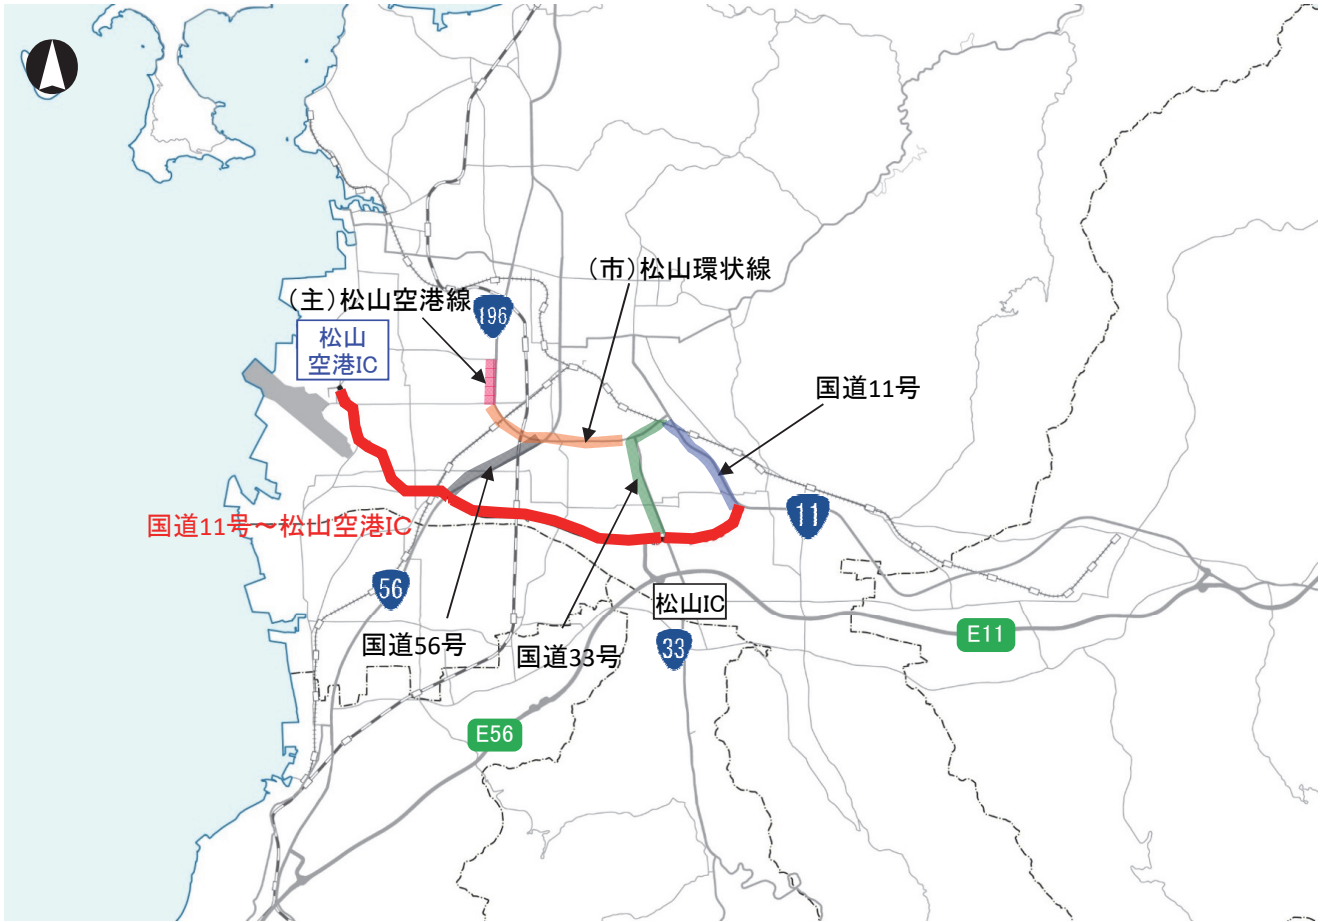 （市）松山環状線
（主）松山空港線
196
松山
空港IC
国道11号
11
国道11号～松山空港IC
56
松山IC
E11
国道56号
国道33号
33
E56